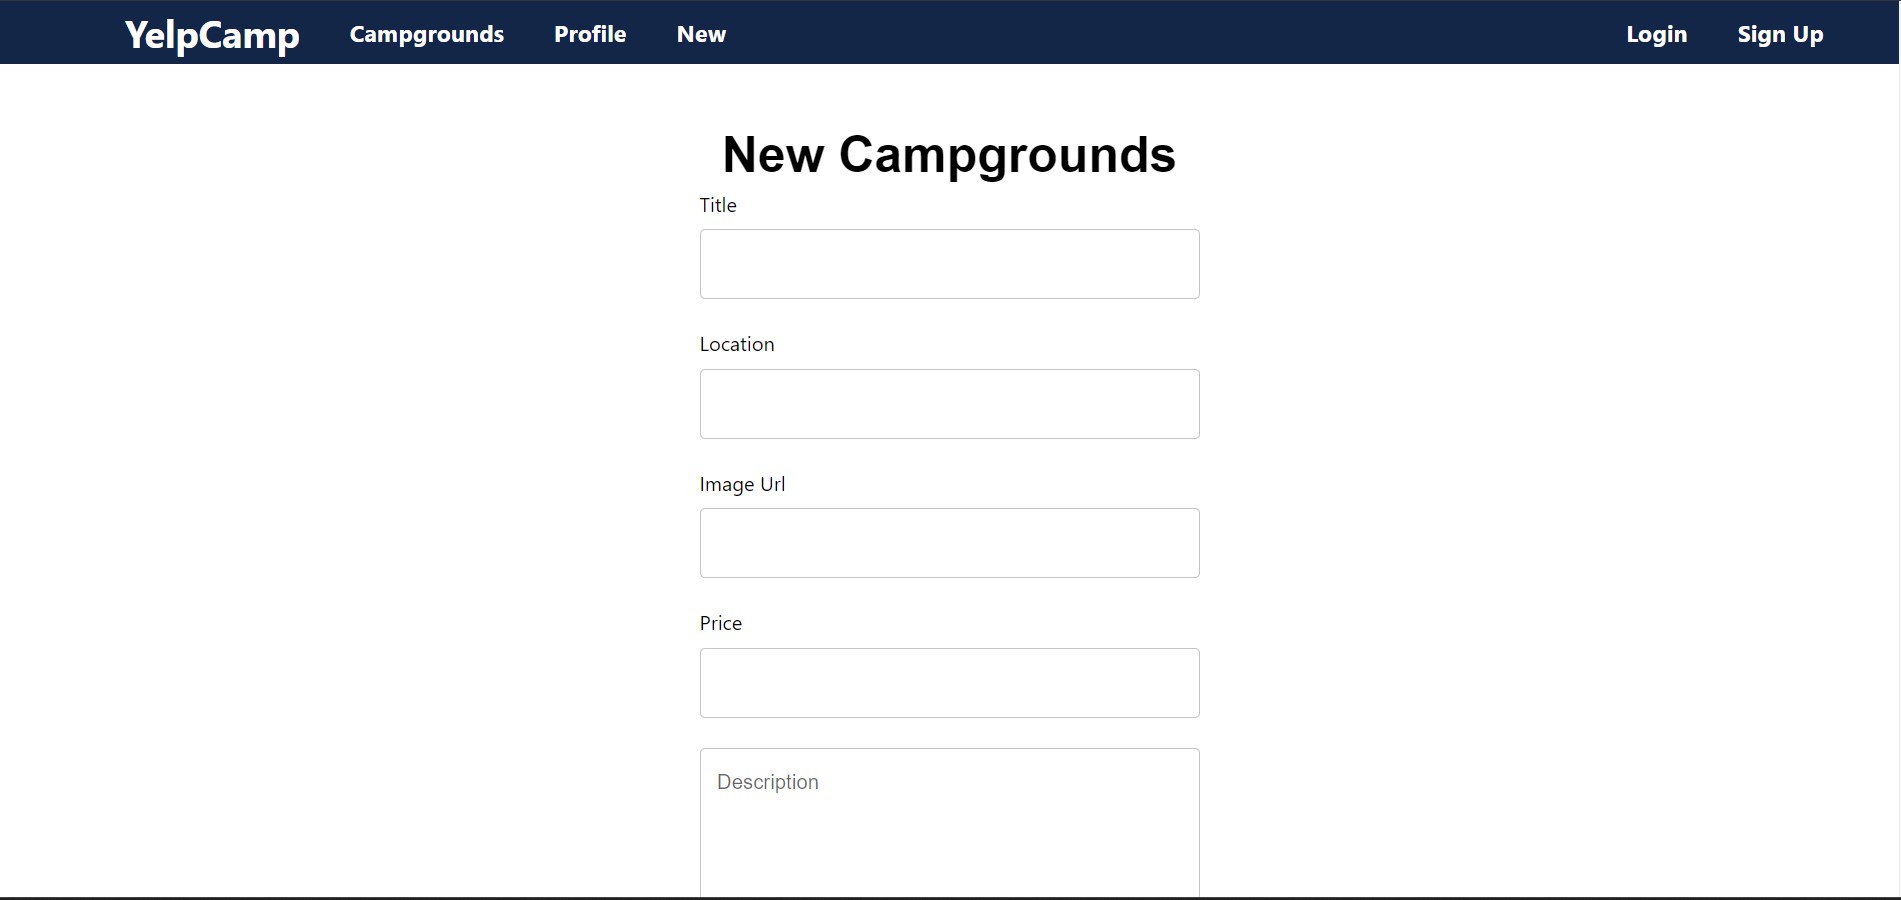 YelpCamp Campgrounds Profile New Login Sign Up
New Campgrounds
Title
Location
Image Url
Price
Description